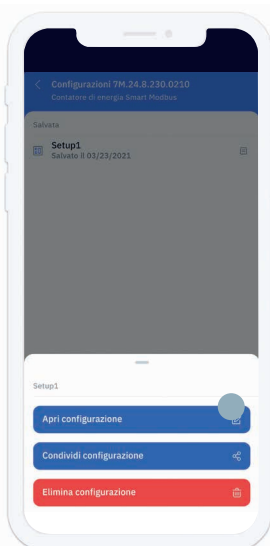 Configurazioni 7M.24.8.230.0210
Contatore di energia Smart Modbus
Salvata
Setup1
Salvato il 03/23/2021
Setup1
Apri configurazione
Condividi configurazione
Elimina configurazione